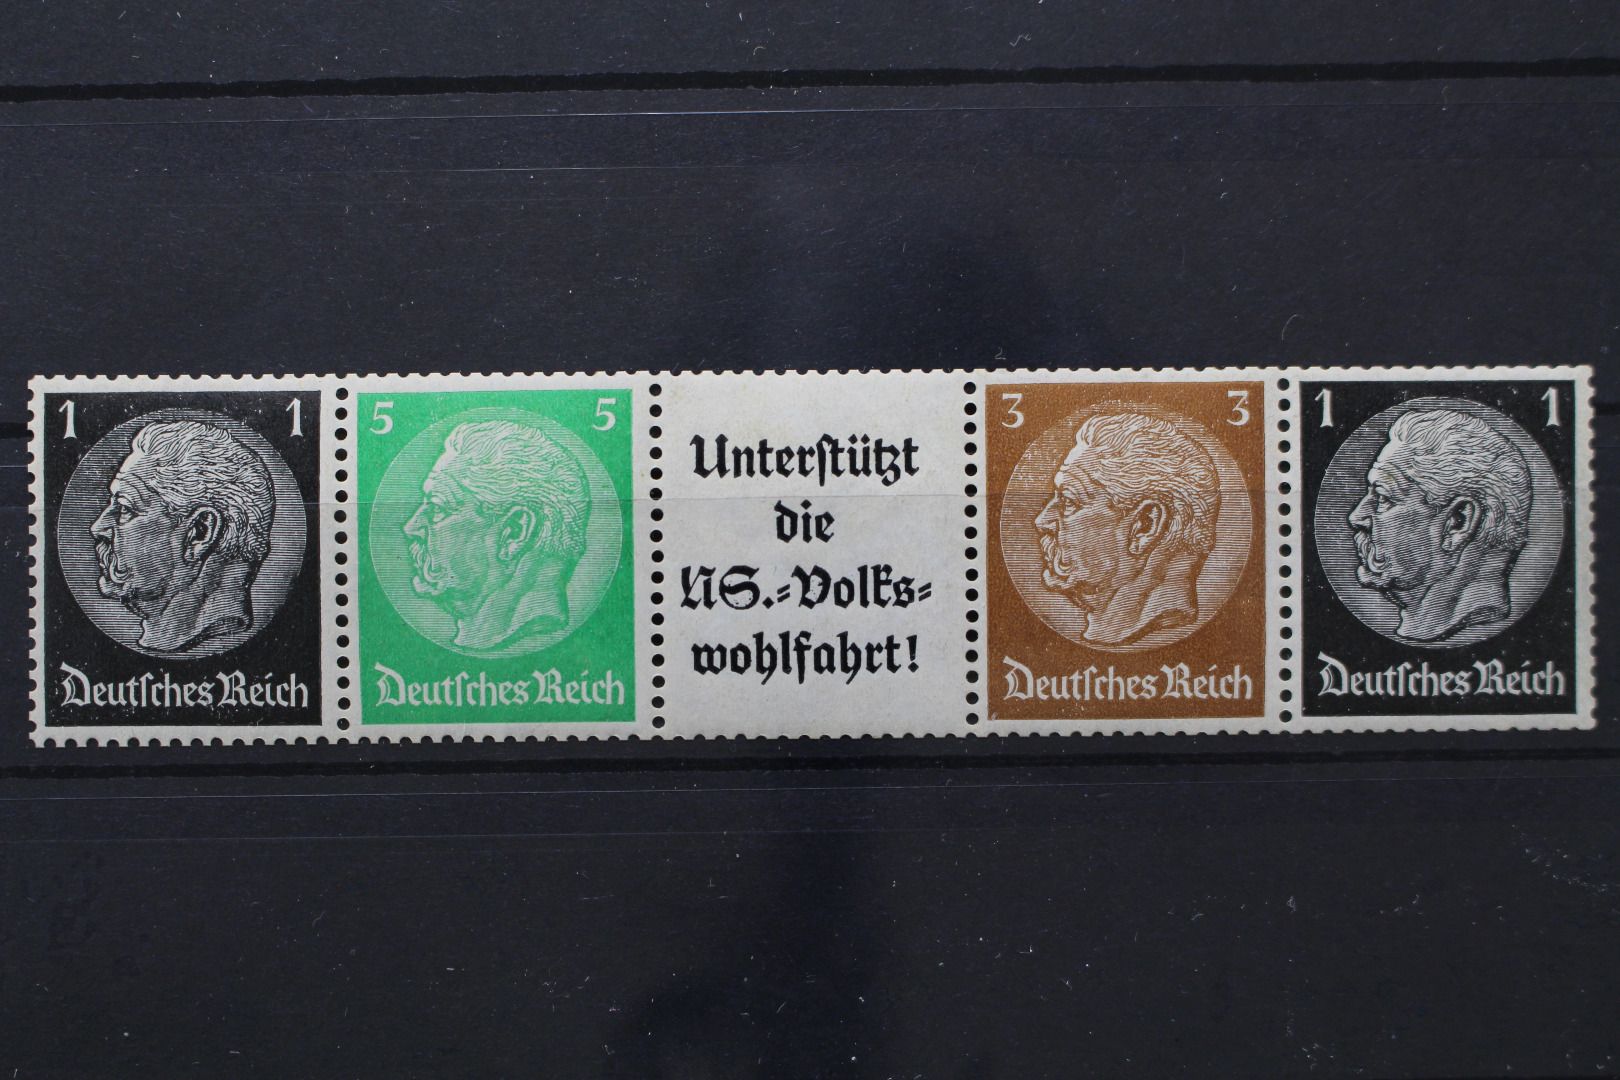 1 1
Deutsches Reich
5 5
Deutsches Reich
Unterstützt
die
NS.-Volks-
wohlfahrt!
3 3
Deutsches Reich
1 1
Deutsches Reich